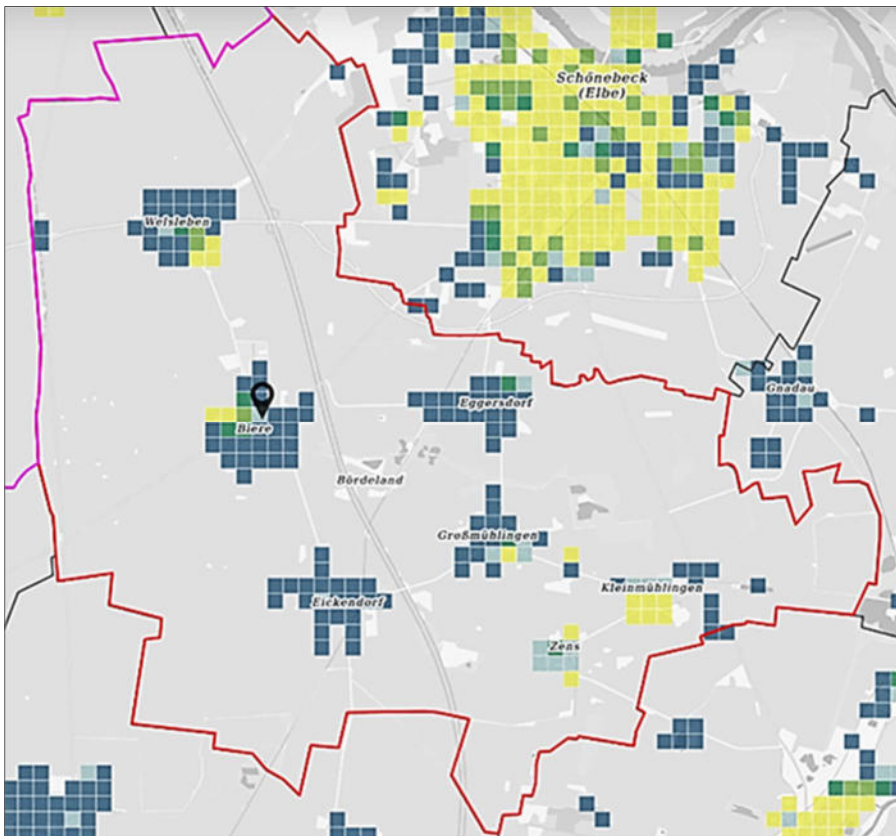 Schönebeck
(Elbe)
Welsleben
Gnadau
Eggersdorf
Biere
Bördeland
Großmühlingen
Kleinmühlingen
Eickendorf
Zens